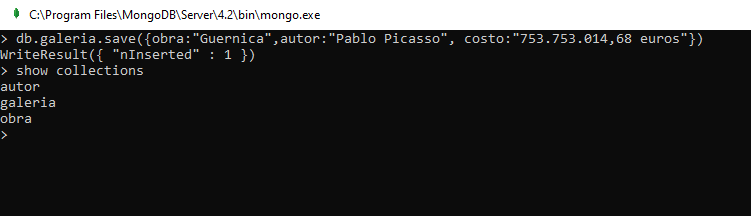 C:\Program Files\MongoDB\Server\4.2\bin\mongo.exe
> db.galeria.save({obra:"Guernica",autor:"Pablo Picasso", costo:"753.753.014,68 euros"})
WriteResult({ "nInserted" : 1 })
> show collections
autor
galeria
obra
>